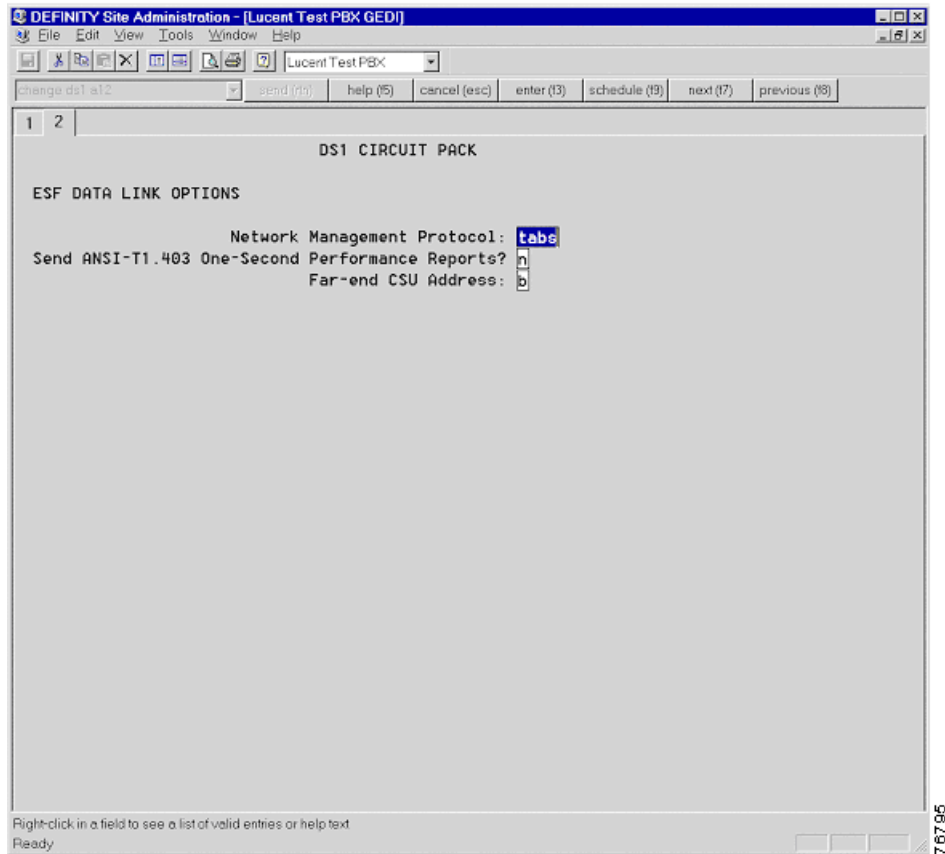 DEFINITY Site Administration - [Lucent Test PBX GEDI]
File Edit View Tools Window Help
Lucent Test PBX
change ds1 a12 send (rtn) help (f5) cancel (esc) enter (f3) schedule (f9) next (f7) previous (f8)
1 2
DS1 CIRCUIT PACK
ESF DATA LINK OPTIONS
Network Management Protocol: tabs
Send ANSI-T1.403 One-Second Performance Reports? n
Far-end CSU Address: b
Right-click in a field to see a list of valid entries or help text
Ready
76795